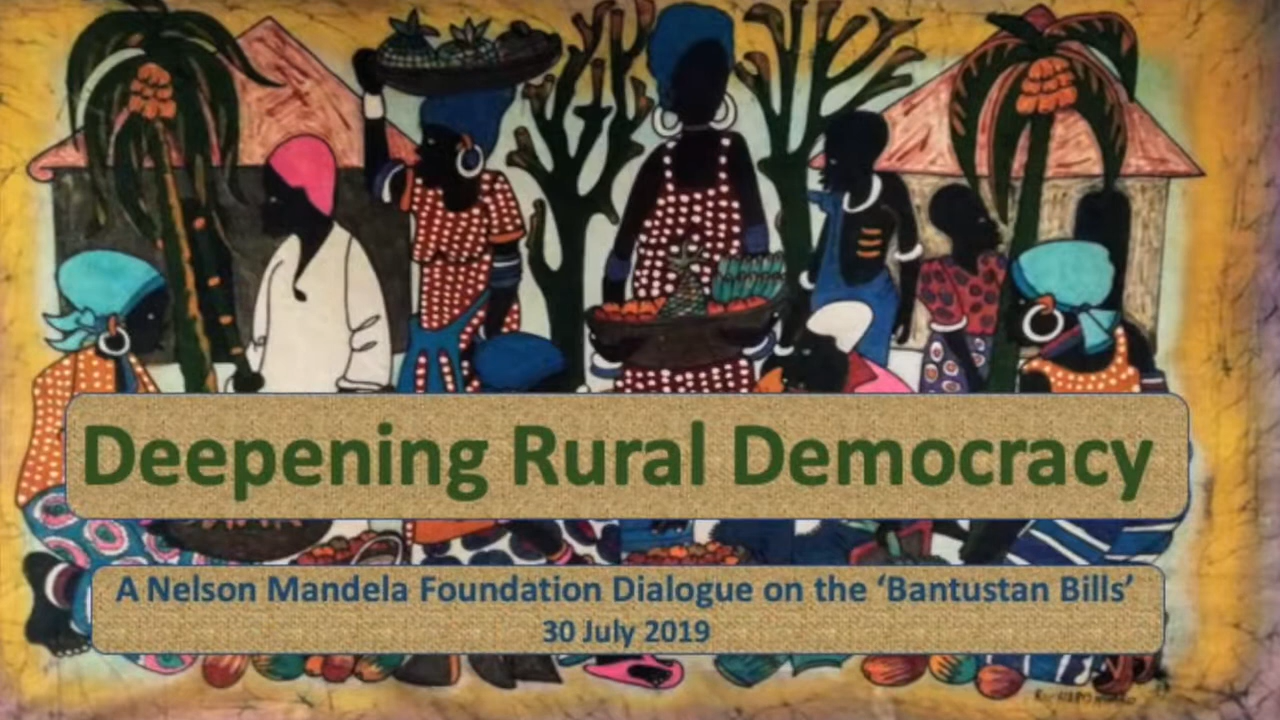 Deepening Rural Democracy
A Nelson Mandela Foundation Dialogue on the ‘Bantustan Bills’
30 July 2019